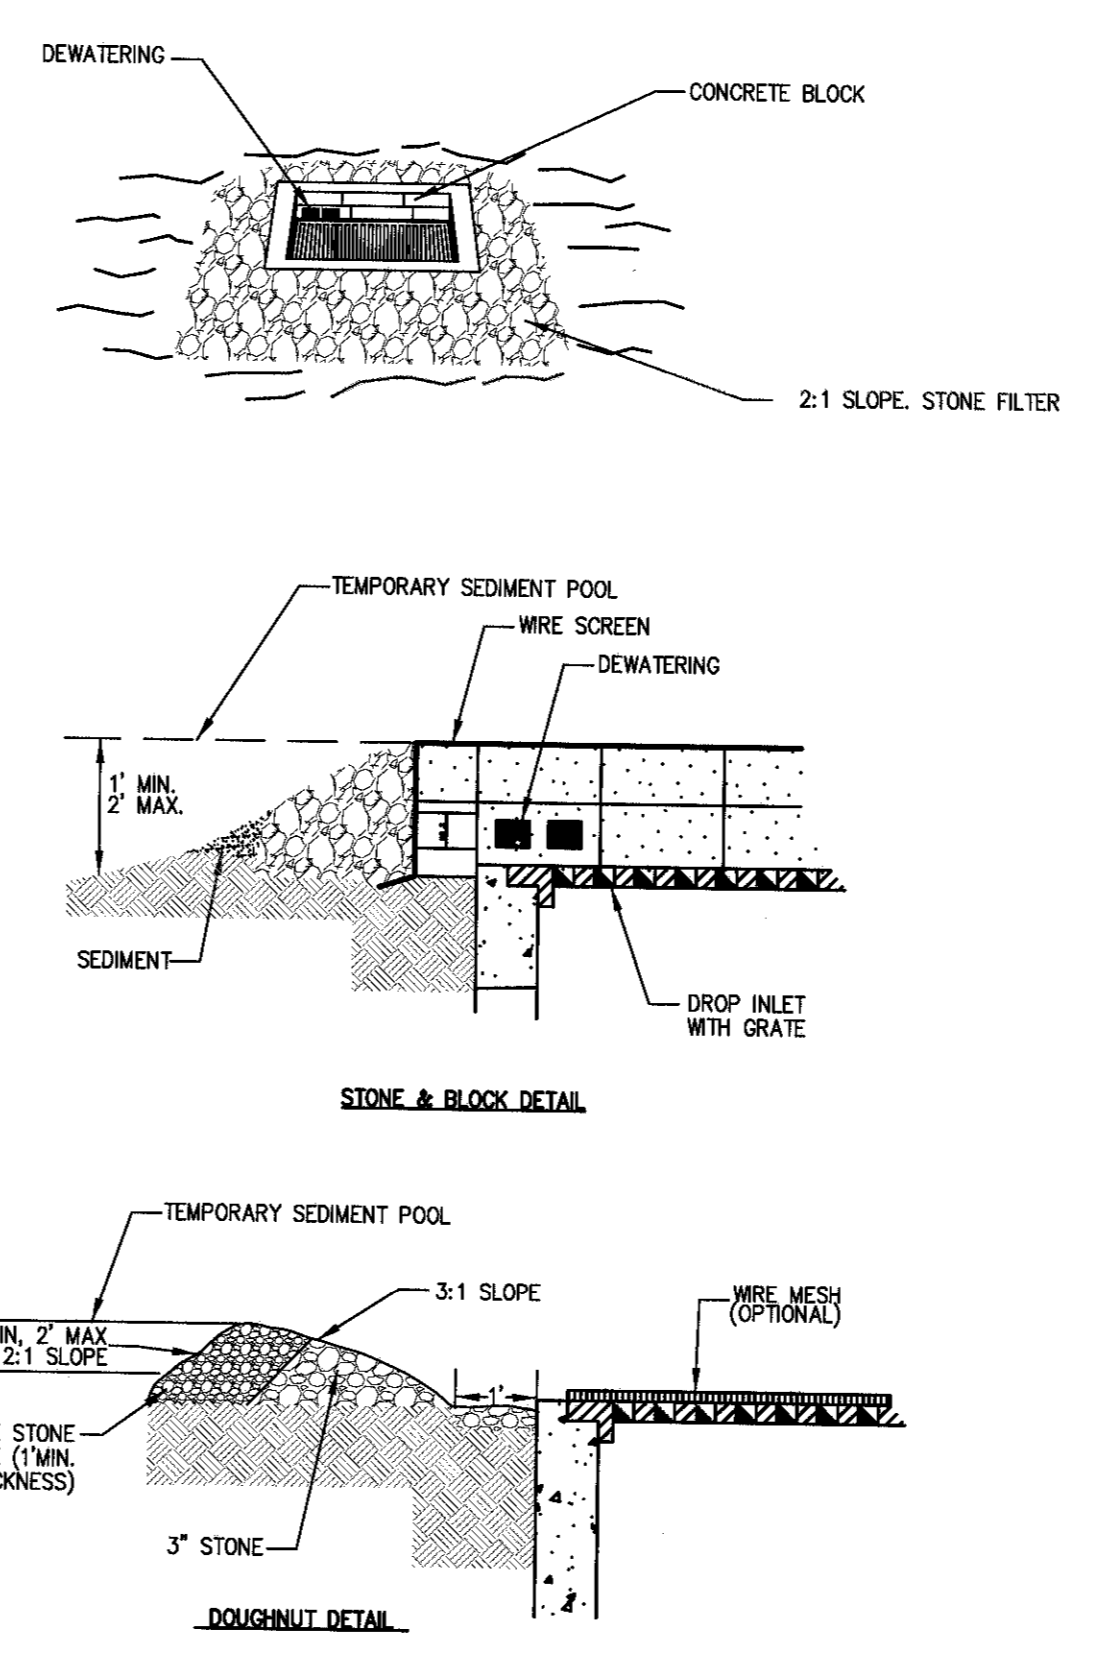 DEWATERING
CONCRETE BLOCK
2:1 SLOPE. STONE FILTER
TEMPORARY SEDIMENT POOL
WIRE SCREEN
DEWATERING
1' MIN.
2' MAX.
SEDIMENT
DROP INLET
WITH GRATE
STONE & BLOCK DETAIL
TEMPORARY SEDIMENT POOL
3:1 SLOPE
WIRE MESH
(OPTIONAL)
IN, 2' MAX
2:1 SLOPE
1'
STONE
(1'MIN.
CKNESS)
3" STONE
DOUGHNUT DETAIL